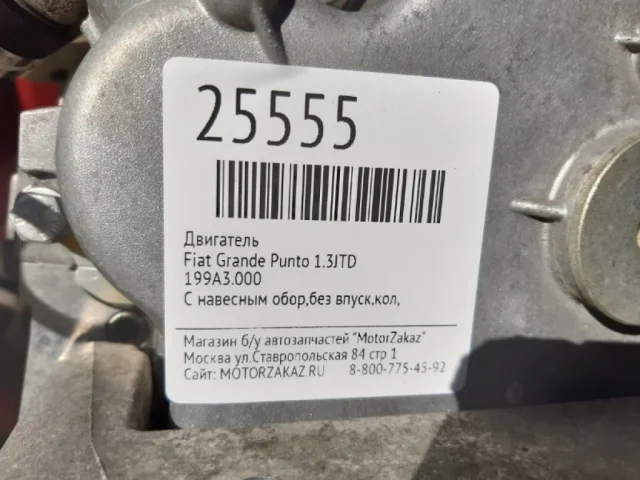 25555
Двигатель
Fiat Grande Punto 1.3JTD
199A3.000
С навесным обор,без впуск,кол,
Магазин б/у автозапчастей "MotorZakaz"
Москва ул.Ставропольская 84 стр 1
Сайт: MOTORZAKAZ.RU 8-800-775-45-92